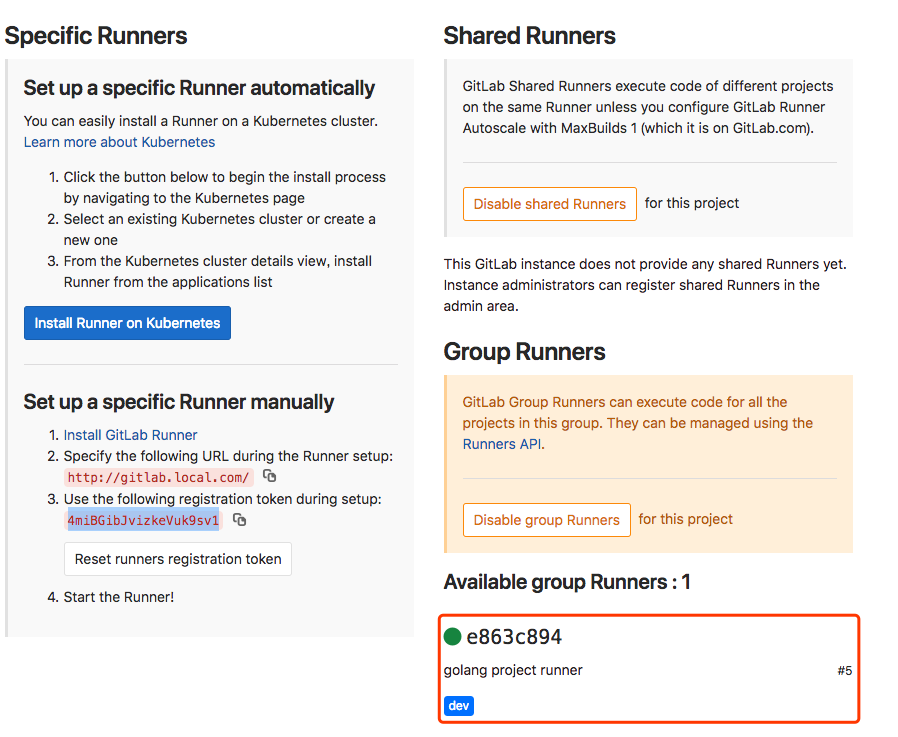 Specific Runners
Set up a specific Runner automatically
You can easily install a Runner on a Kubernetes cluster.
Learn more about Kubernetes
1. Click the button below to begin the install process
by navigating to the Kubernetes page
2. Select an existing Kubernetes cluster or create a
new one
3. From the Kubernetes cluster details view, install
Runner from the applications list
Install Runner on Kubernetes
Set up a specific Runner manually
1. Install GitLab Runner
2. Specify the following URL during the Runner setup:
http://gitlab.local.com/
3. Use the following registration token during setup:
4miBGibJvizkeVuk9sv1
Reset runners registration token
4. Start the Runner!
Shared Runners
GitLab Shared Runners execute code of different projects
on the same Runner unless you configure GitLab Runner
Autoscale with MaxBuilds 1 (which it is on GitLab.com).
Disable shared Runners for this project
This GitLab instance does not provide any shared Runners yet.
Instance administrators can register shared Runners in the
admin area.
Group Runners
GitLab Group Runners can execute code for all the
projects in this group. They can be managed using the
Runners API.
Disable group Runners for this project
Available group Runners : 1
e863c894
golang project runner #5
dev